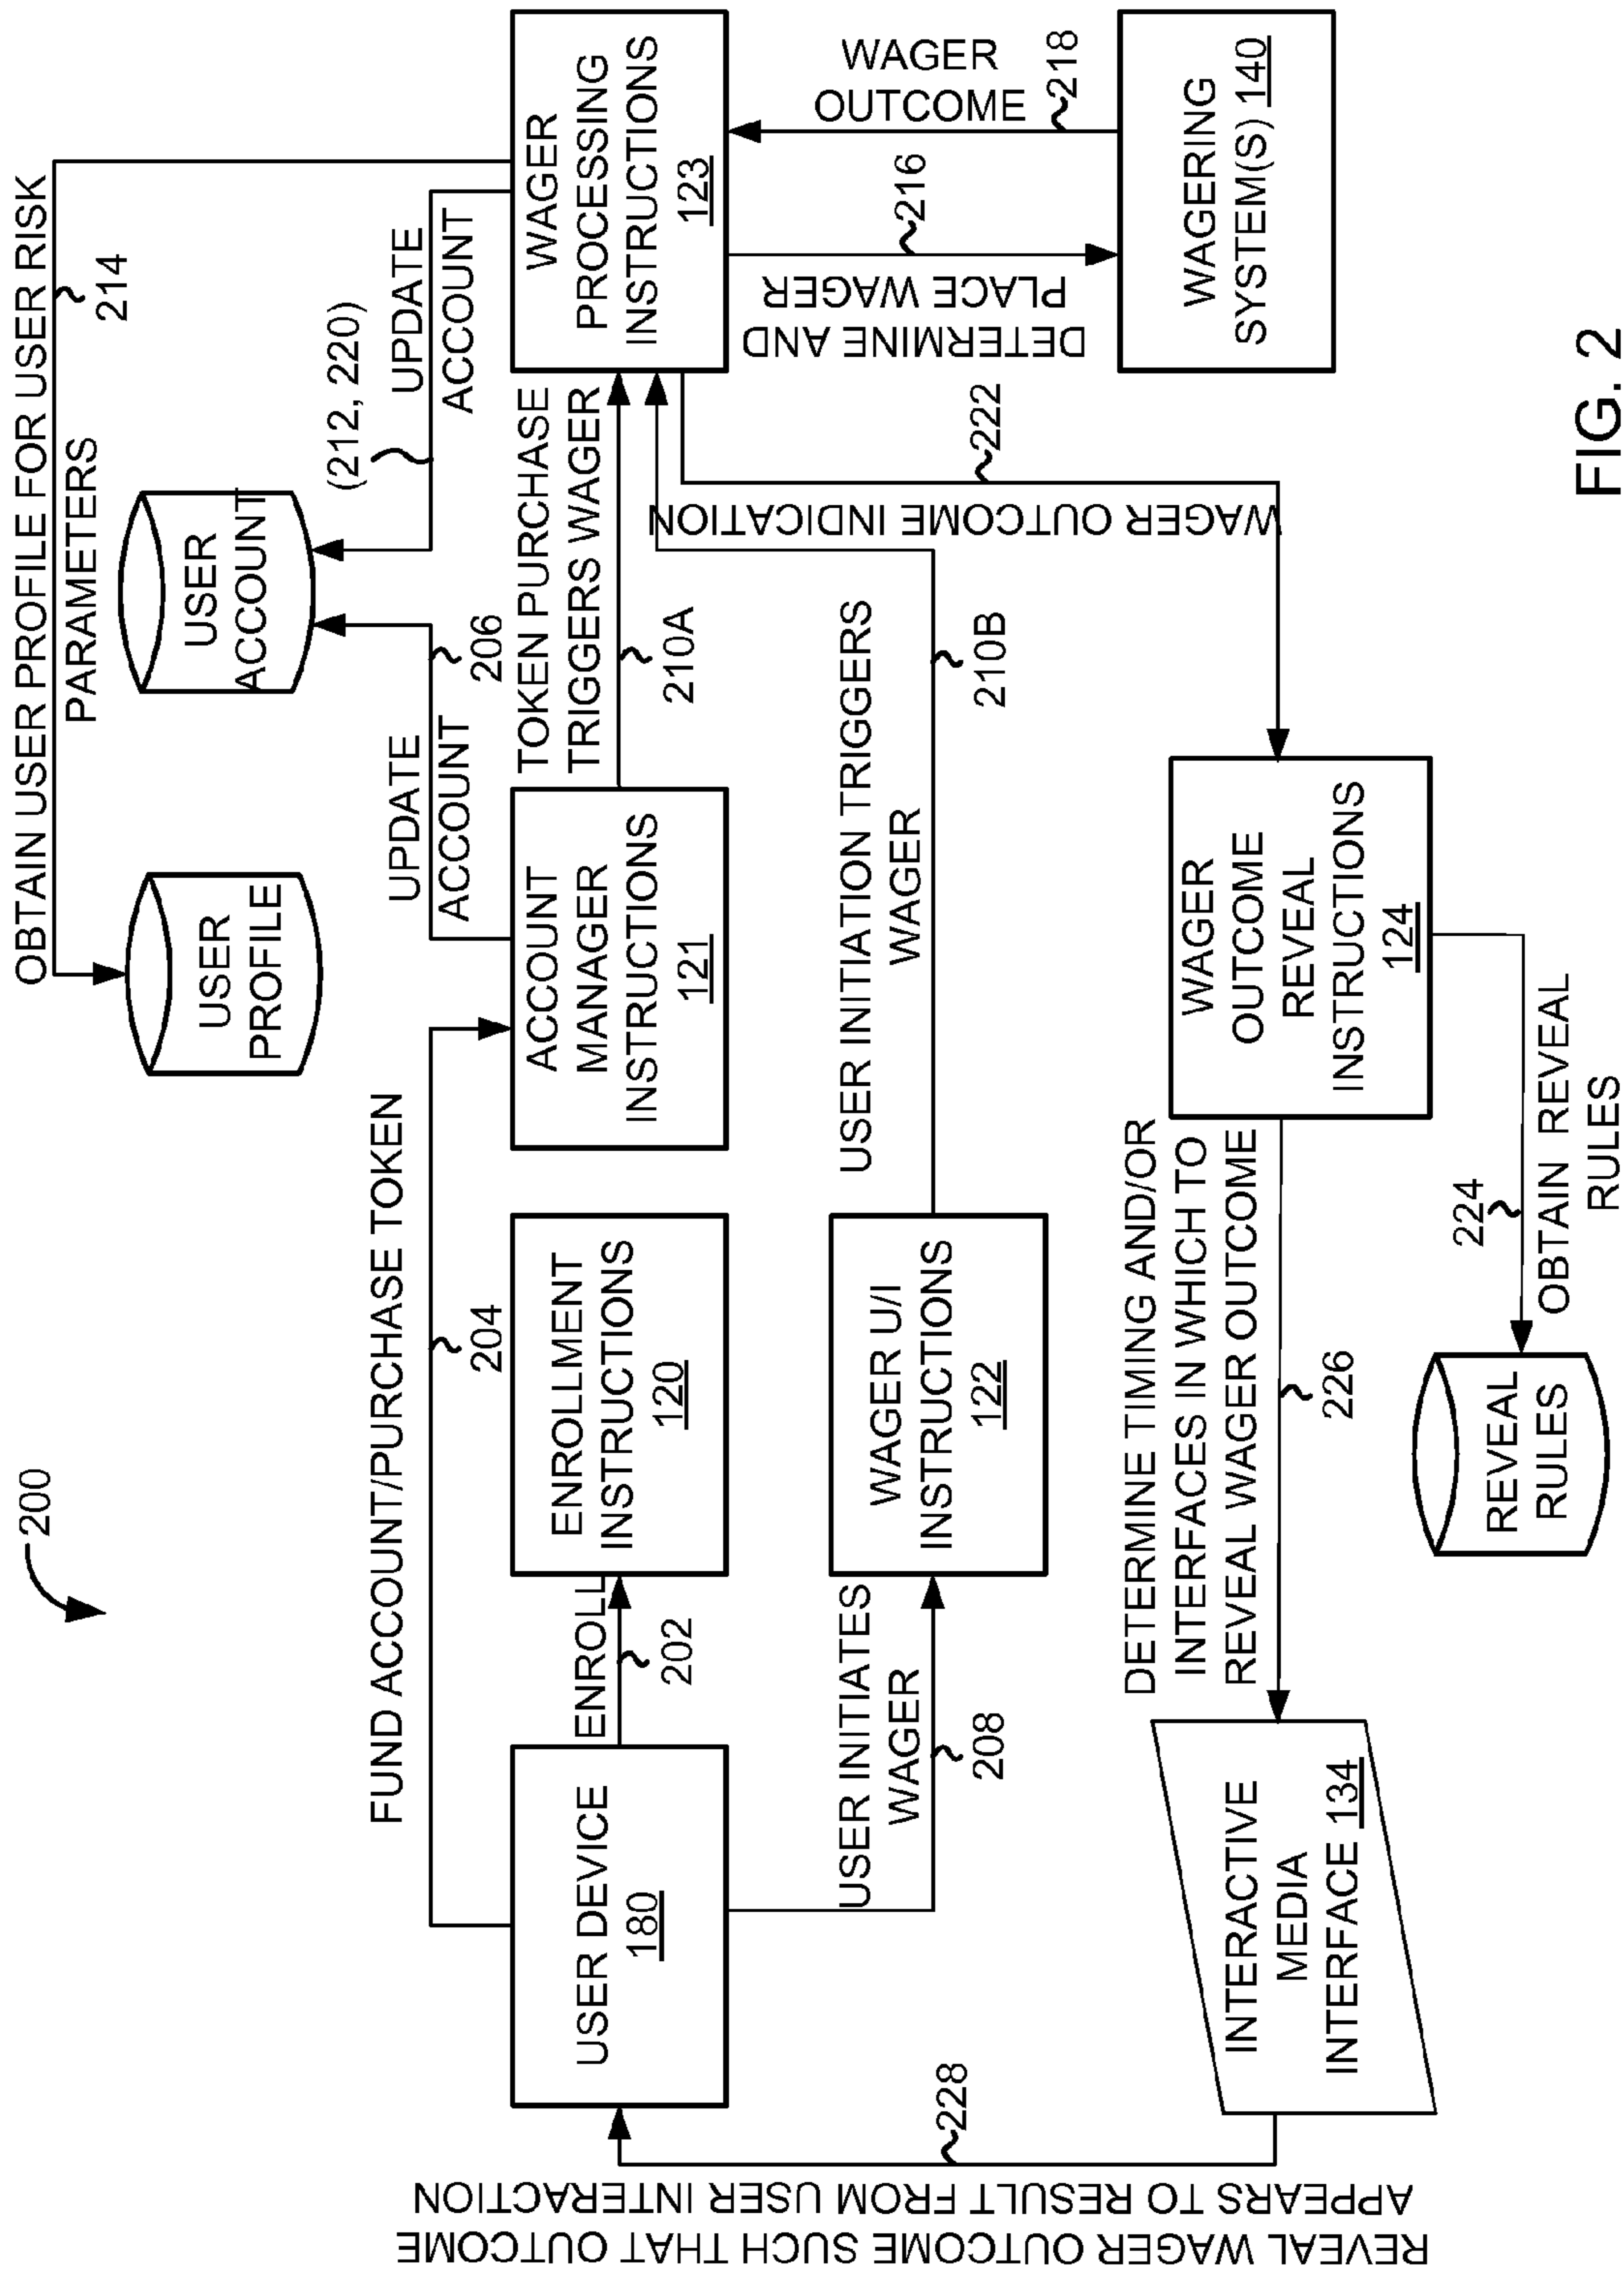 200
OBTAIN USER PROFILE FOR USER RISK
PARAMETERS
214
USER
PROFILE
USER
ACCOUNT
(212, 220)
UPDATE
ACCOUNT
UPDATE
ACCOUNT
206
FUND ACCOUNT/PURCHASE TOKEN
204
USER DEVICE
180
ENROLL
202
ENROLLMENT
INSTRUCTIONS
120
ACCOUNT
MANAGER
INSTRUCTIONS
121
TOKEN PURCHASE
TRIGGERS WAGER
210A
WAGER
PROCESSING
INSTRUCTIONS
123
USER INITIATES
WAGER
208
WAGER U/I
INSTRUCTIONS
122
USER INITIATION TRIGGERS
WAGER
210B
DETERMINE AND
PLACE WAGER
216
WAGER
OUTCOME
218
WAGERING
SYSTEM(S) 140
WAGER OUTCOME INDICATION
222
WAGER
OUTCOME
REVEAL
INSTRUCTIONS
124
DETERMINE TIMING AND/OR
INTERFACES IN WHICH TO
REVEAL WAGER OUTCOME
226
224
OBTAIN REVEAL
RULES
REVEAL
RULES
INTERACTIVE
MEDIA
INTERFACE 134
228
REVEAL WAGER OUTCOME SUCH THAT OUTCOME
APPEARS TO RESULT FROM USER INTERACTION
FIG. 2